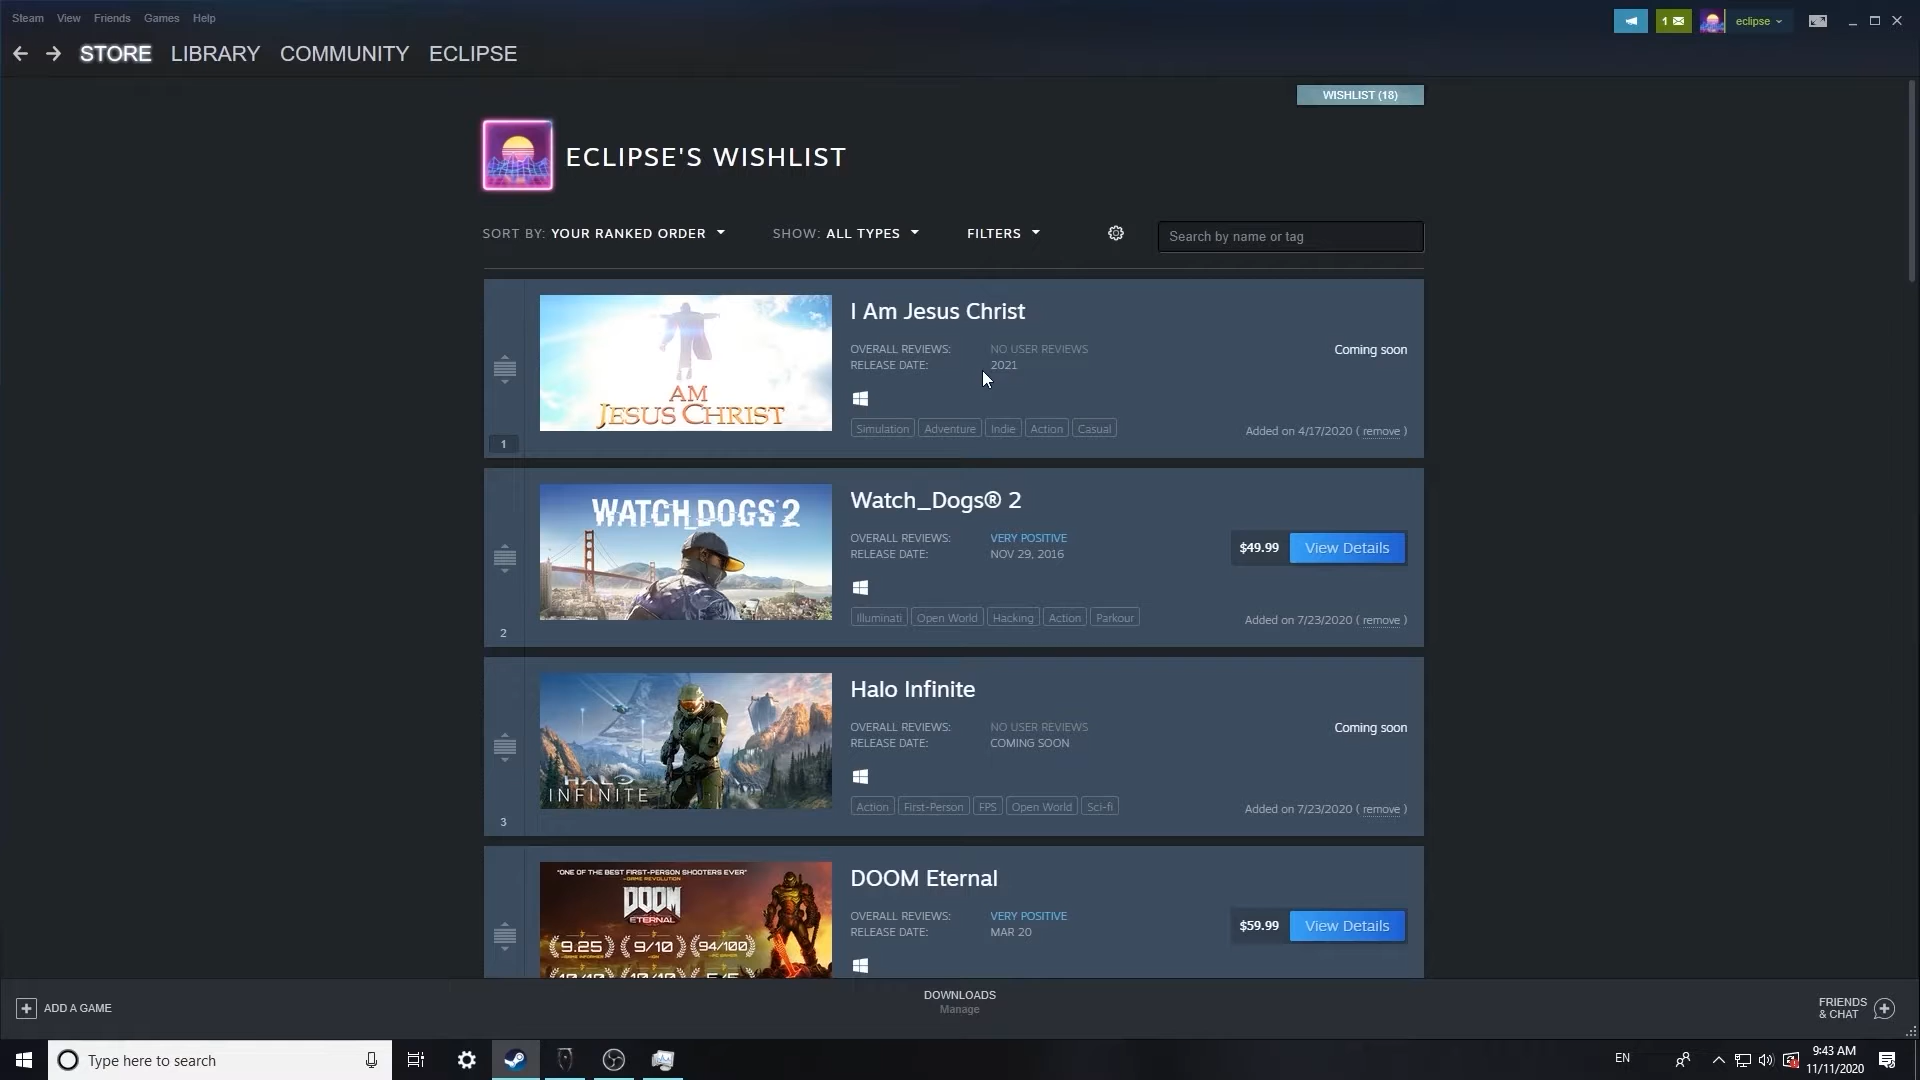 Steam View Friends Games Help
1
eclipse
STORE LIBRARY COMMUNITY ECLIPSE
WISHLIST (18)
ECLIPSE'S WISHLIST
SORT BY: YOUR RANKED ORDER SHOW: ALL TYPES FILTERS
Search by name or tag
I Am Jesus Christ
AM
JESUS CHRIST
OVERALL REVIEWS: NO USER REVIEWS
RELEASE DATE: 2021
Coming soon
Simulation Adventure Indie Action Casual
Added on 4/17/2020 ( remove )
1
Watch_Dogs® 2
WATCH_DOGS 2
OVERALL REVIEWS: VERY POSITIVE
RELEASE DATE: NOV 29, 2016
$49.99 View Details
Illuminati Open World Hacking Action Parkour
Added on 7/23/2020 ( remove )
2
Halo Infinite
HALO
INFINITE
OVERALL REVIEWS: NO USER REVIEWS
RELEASE DATE: COMING SOON
Coming soon
Action First-Person FPS Open World Sci-fi
Added on 7/23/2020 ( remove )
3
DOOM Eternal
"ONE OF THE BEST FIRST-PERSON SHOOTERS EVER"
-GAME REVOLUTION
DOOM
ETERNAL
9.25 9/10 94/100
OVERALL REVIEWS: VERY POSITIVE
RELEASE DATE: MAR 20
$59.99 View Details
ADD A GAME
DOWNLOADS
Manage
FRIENDS
& CHAT
Type here to search
EN
9:43 AM
11/11/2020